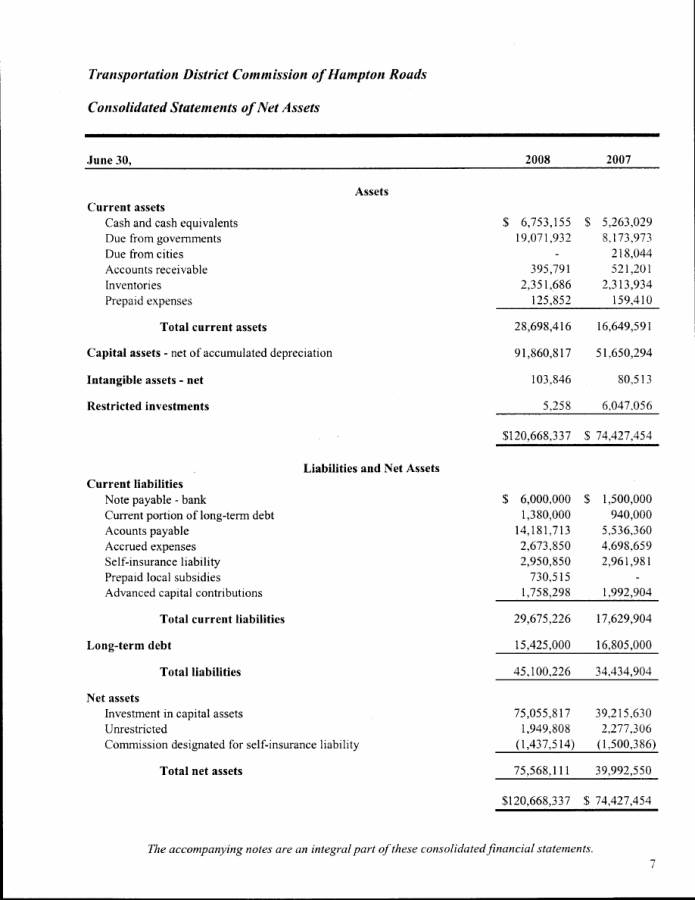 Transportation District Commission of Hampton Roads
Consolidated Statements of Net Assets
June 30, 2008 2007
Assets
Current assets
Cash and cash equivalents $ 6,753,155 $ 5,263,029
Due from governments 19,071,932 8,173,973
Due from cities - 218,044
Accounts receivable 395,791 521,201
Inventories 2,351,686 2,313,934
Prepaid expenses 125,852 159,410
Total current assets 28,698,416 16,649,591
Capital assets - net of accumulated depreciation 91,860,817 51,650,294
Intangible assets - net 103,846 80,513
Restricted investments 5,258 6,047,056
$120,668,337 $ 74,427,454
Liabilities and Net Assets
Current liabilities
Note payable - bank $ 6,000,000 $ 1,500,000
Current portion of long-term debt 1,380,000 940,000
Acounts payable 14,181,713 5,536,360
Accrued expenses 2,673,850 4,698,659
Self-insurance liability 2,950,850 2,961,981
Prepaid local subsidies 730,515 -
Advanced capital contributions 1,758,298 1,992,904
Total current liabilities 29,675,226 17,629,904
Long-term debt 15,425,000 16,805,000
Total liabilities 45,100,226 34,434,904
Net assets
Investment in capital assets 75,055,817 39,215,630
Unrestricted 1,949,808 2,277,306
Commission designated for self-insurance liability (1,437,514) (1,500,386)
Total net assets 75,568,111 39,992,550
$120,668,337 $ 74,427,454
The accompanying notes are an integral part of these consolidated financial statements.
7